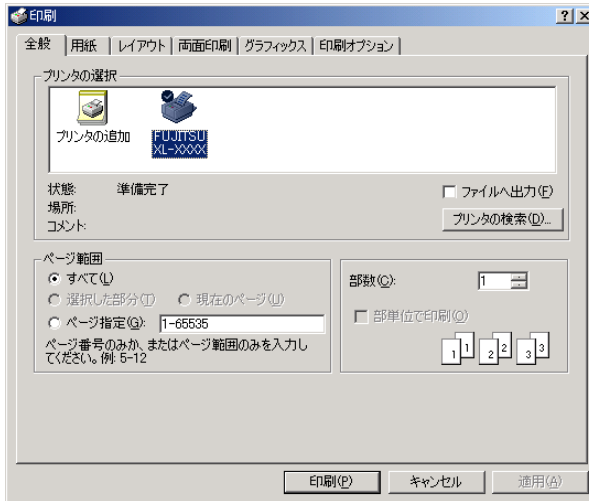 印刷
全般 用紙 レイアウト 両面印刷 グラフィックス 印刷オプション
プリンタの選択
プリンタの追加
FUJITSU
XL-XXXX
状態: 準備完了
場所:
コメント:
ファイルへ出力(F)
プリンタの検索(D)...
ページ範囲
すべて(L)
選択した部分(T) 現在のページ(U)
ページ指定(G): 1-65535
ページ番号のみか、またはページ範囲のみを入力し
てください。例: 5-12
部数(C): 1
部単位で印刷(O)
1 1 2 2 3 3
印刷(P) キャンセル 適用(A)